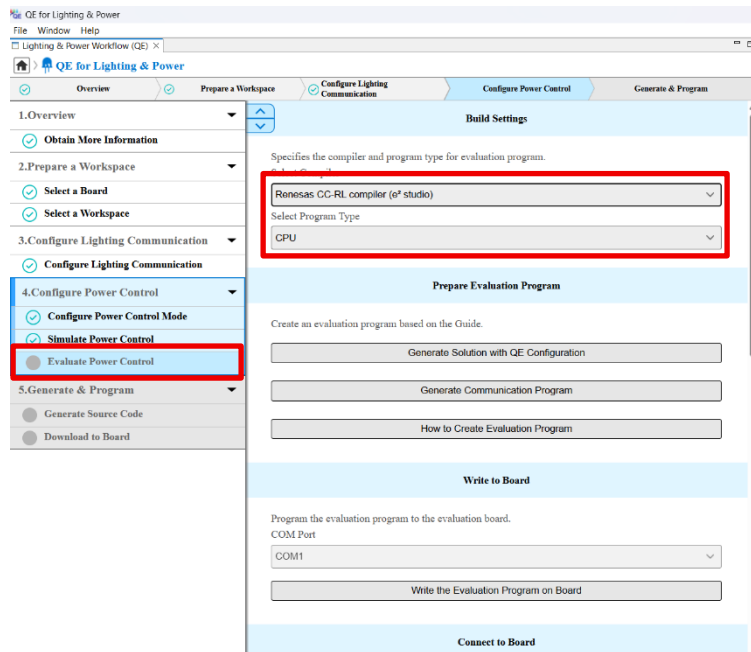 QE for Lighting & Power
File Window Help
Lighting & Power Workflow (QE)
QE for Lighting & Power
Overview
Prepare a Workspace
Configure Lighting
Communication
Configure Power Control
Generate & Program
1.Overview
Obtain More Information
2.Prepare a Workspace
Select a Board
Select a Workspace
3.Configure Lighting Communication
Configure Lighting Communication
4.Configure Power Control
Configure Power Control Mode
Simulate Power Control
Evaluate Power Control
5.Generate & Program
Generate Source Code
Download to Board
Build Settings
Specifies the compiler and program type for evaluation program.
Select Compiler
Renesas CC-RL compiler (e² studio)
Select Program Type
CPU
Prepare Evaluation Program
Create an evaluation program based on the Guide.
Generate Solution with QE Configuration
Generate Communication Program
How to Create Evaluation Program
Write to Board
Program the evaluation program to the evaluation board.
COM Port
COM1
Write the Evaluation Program on Board
Connect to Board